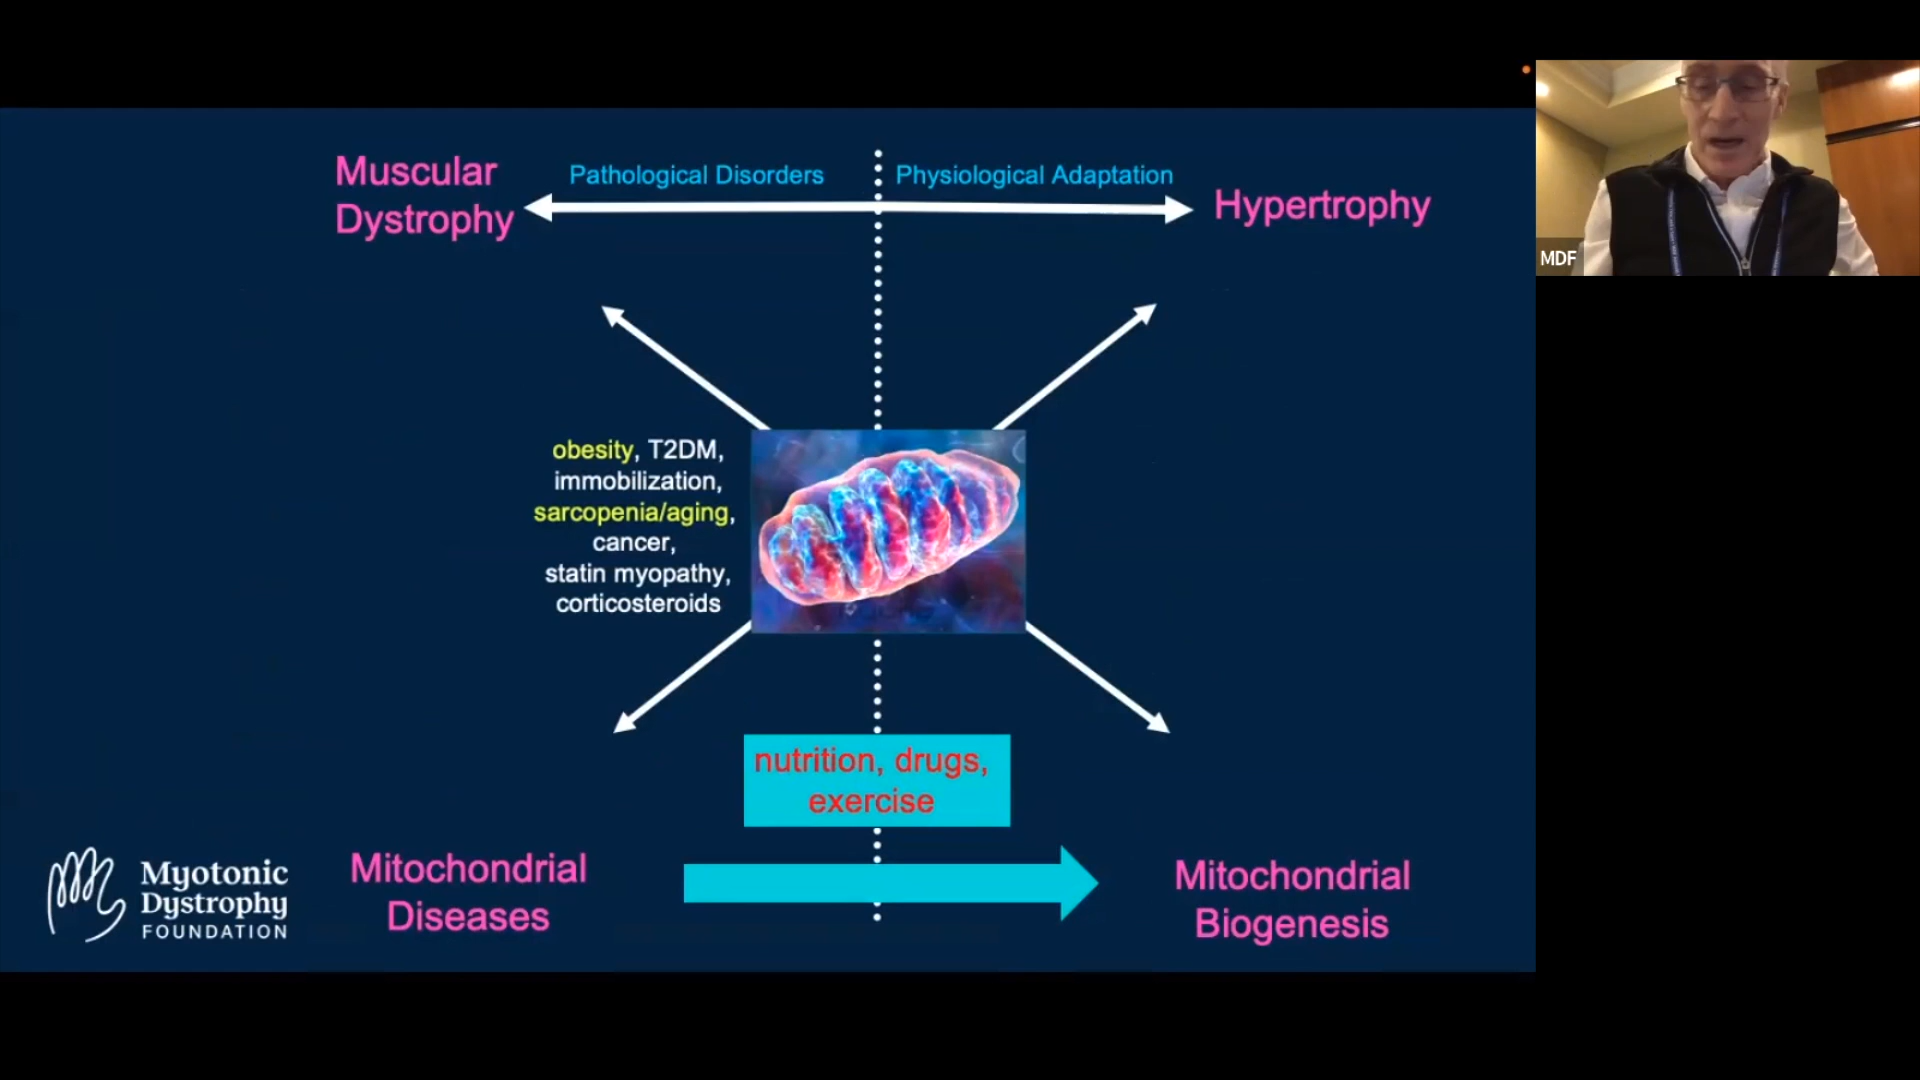 Muscular
Dystrophy
Pathological Disorders
Physiological Adaptation
Hypertrophy
MDF
obesity, T2DM,
immobilization,
sarcopenia/aging,
cancer,
statin myopathy,
corticosteroids
nutrition, drugs,
exercise
Myotonic
Dystrophy
FOUNDATION
Mitochondrial
Diseases
Mitochondrial
Biogenesis